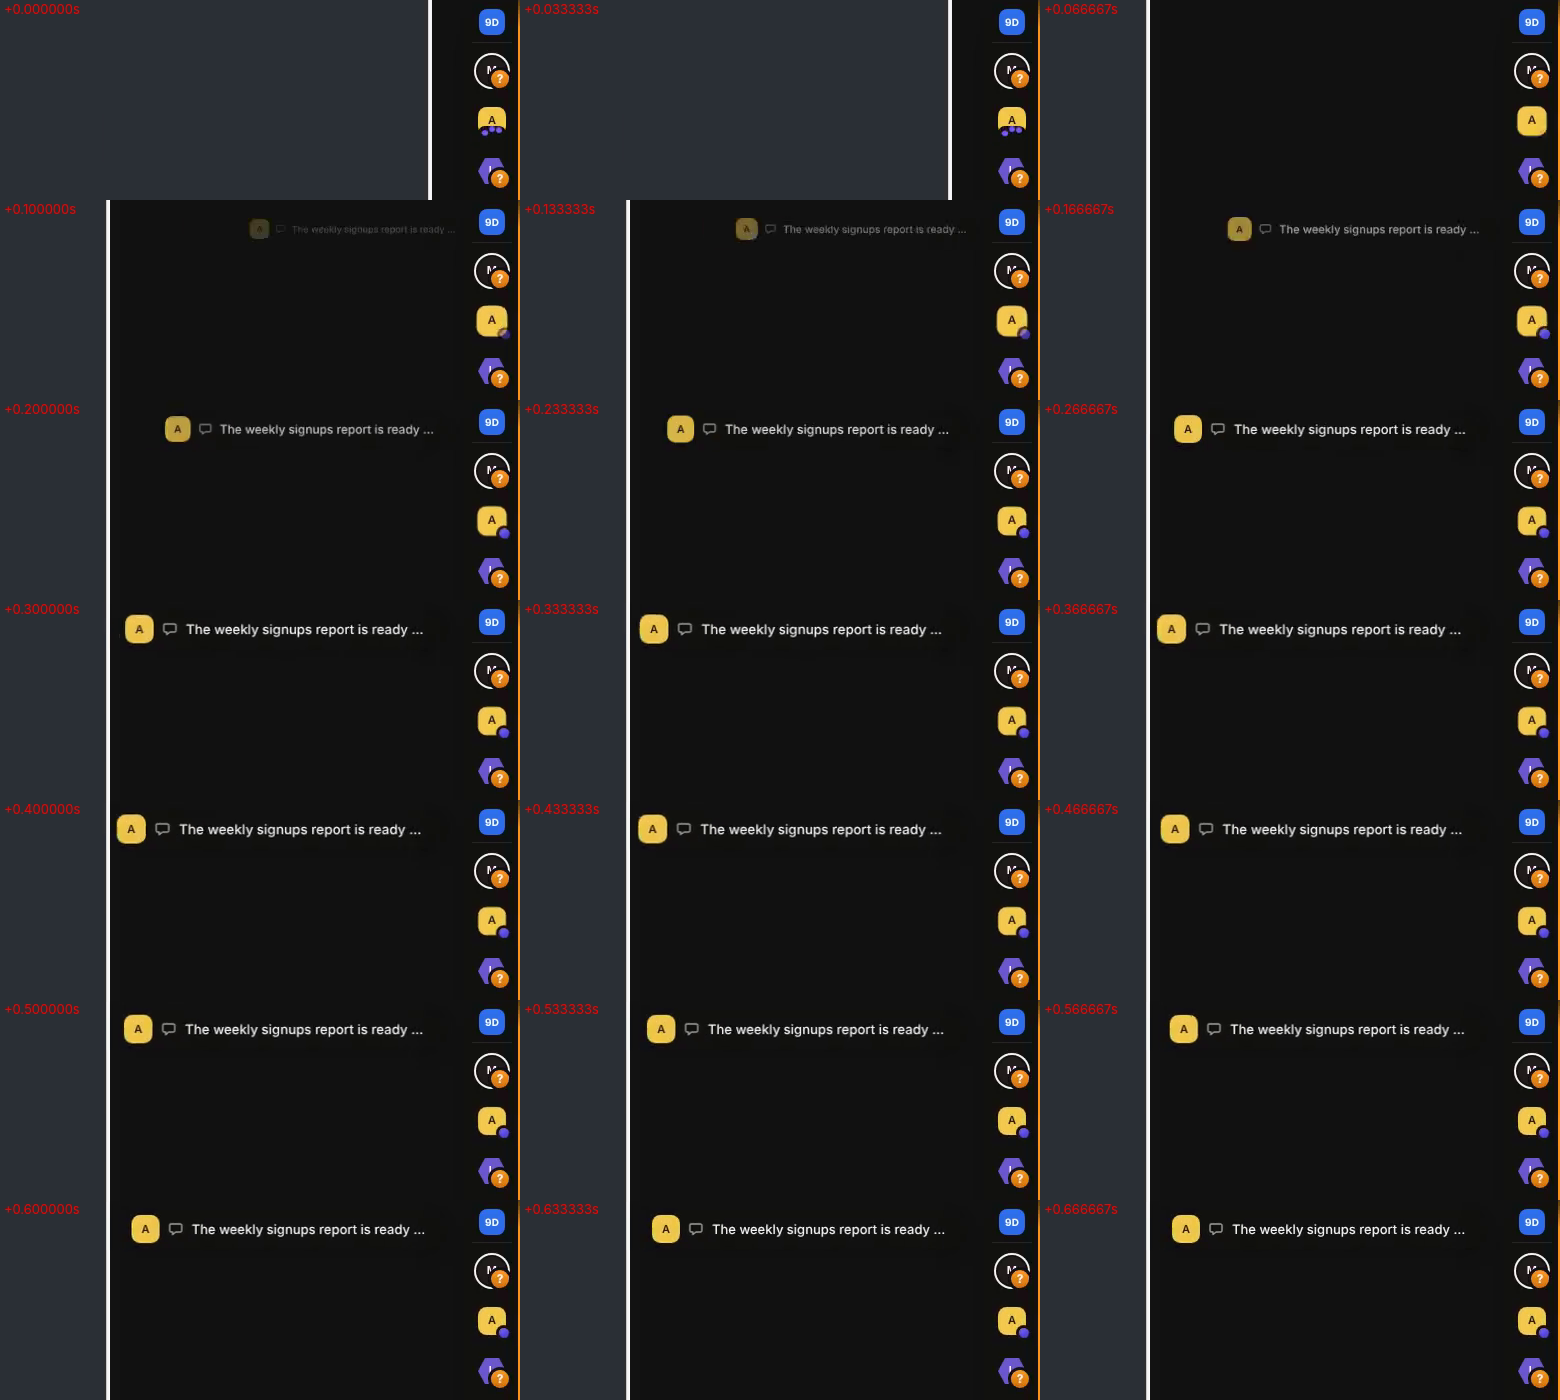 +0.000000s 9D +0.033333s 9D +0.066667s 9D
M ? M ? M ?
A A A
? ? ?
+0.100000s A The weekly signups report is ready ... 9D +0.133333s A The weekly signups report is ready ... 9D +0.166667s A The weekly signups report is ready ... 9D
M ? M ? M ?
A A A
? ? ?
+0.200000s A The weekly signups report is ready ... 9D +0.233333s A The weekly signups report is ready ... 9D +0.266667s A The weekly signups report is ready ... 9D
M ? M ? M ?
A A A
? ? ?
+0.300000s A The weekly signups report is ready ... 9D +0.333333s A The weekly signups report is ready ... 9D +0.366667s A The weekly signups report is ready ... 9D
M ? M ? M ?
A A A
? ? ?
+0.400000s A The weekly signups report is ready ... 9D +0.433333s A The weekly signups report is ready ... 9D +0.466667s A The weekly signups report is ready ... 9D
M ? M ? M ?
A A A
? ? ?
+0.500000s A The weekly signups report is ready ... 9D +0.533333s A The weekly signups report is ready ... 9D +0.566667s A The weekly signups report is ready ... 9D
M ? M ? M ?
A A A
? ? ?
+0.600000s A The weekly signups report is ready ... 9D +0.633333s A The weekly signups report is ready ... 9D +0.666667s A The weekly signups report is ready ... 9D
M ? M ? M ?
A A A
? ? ?